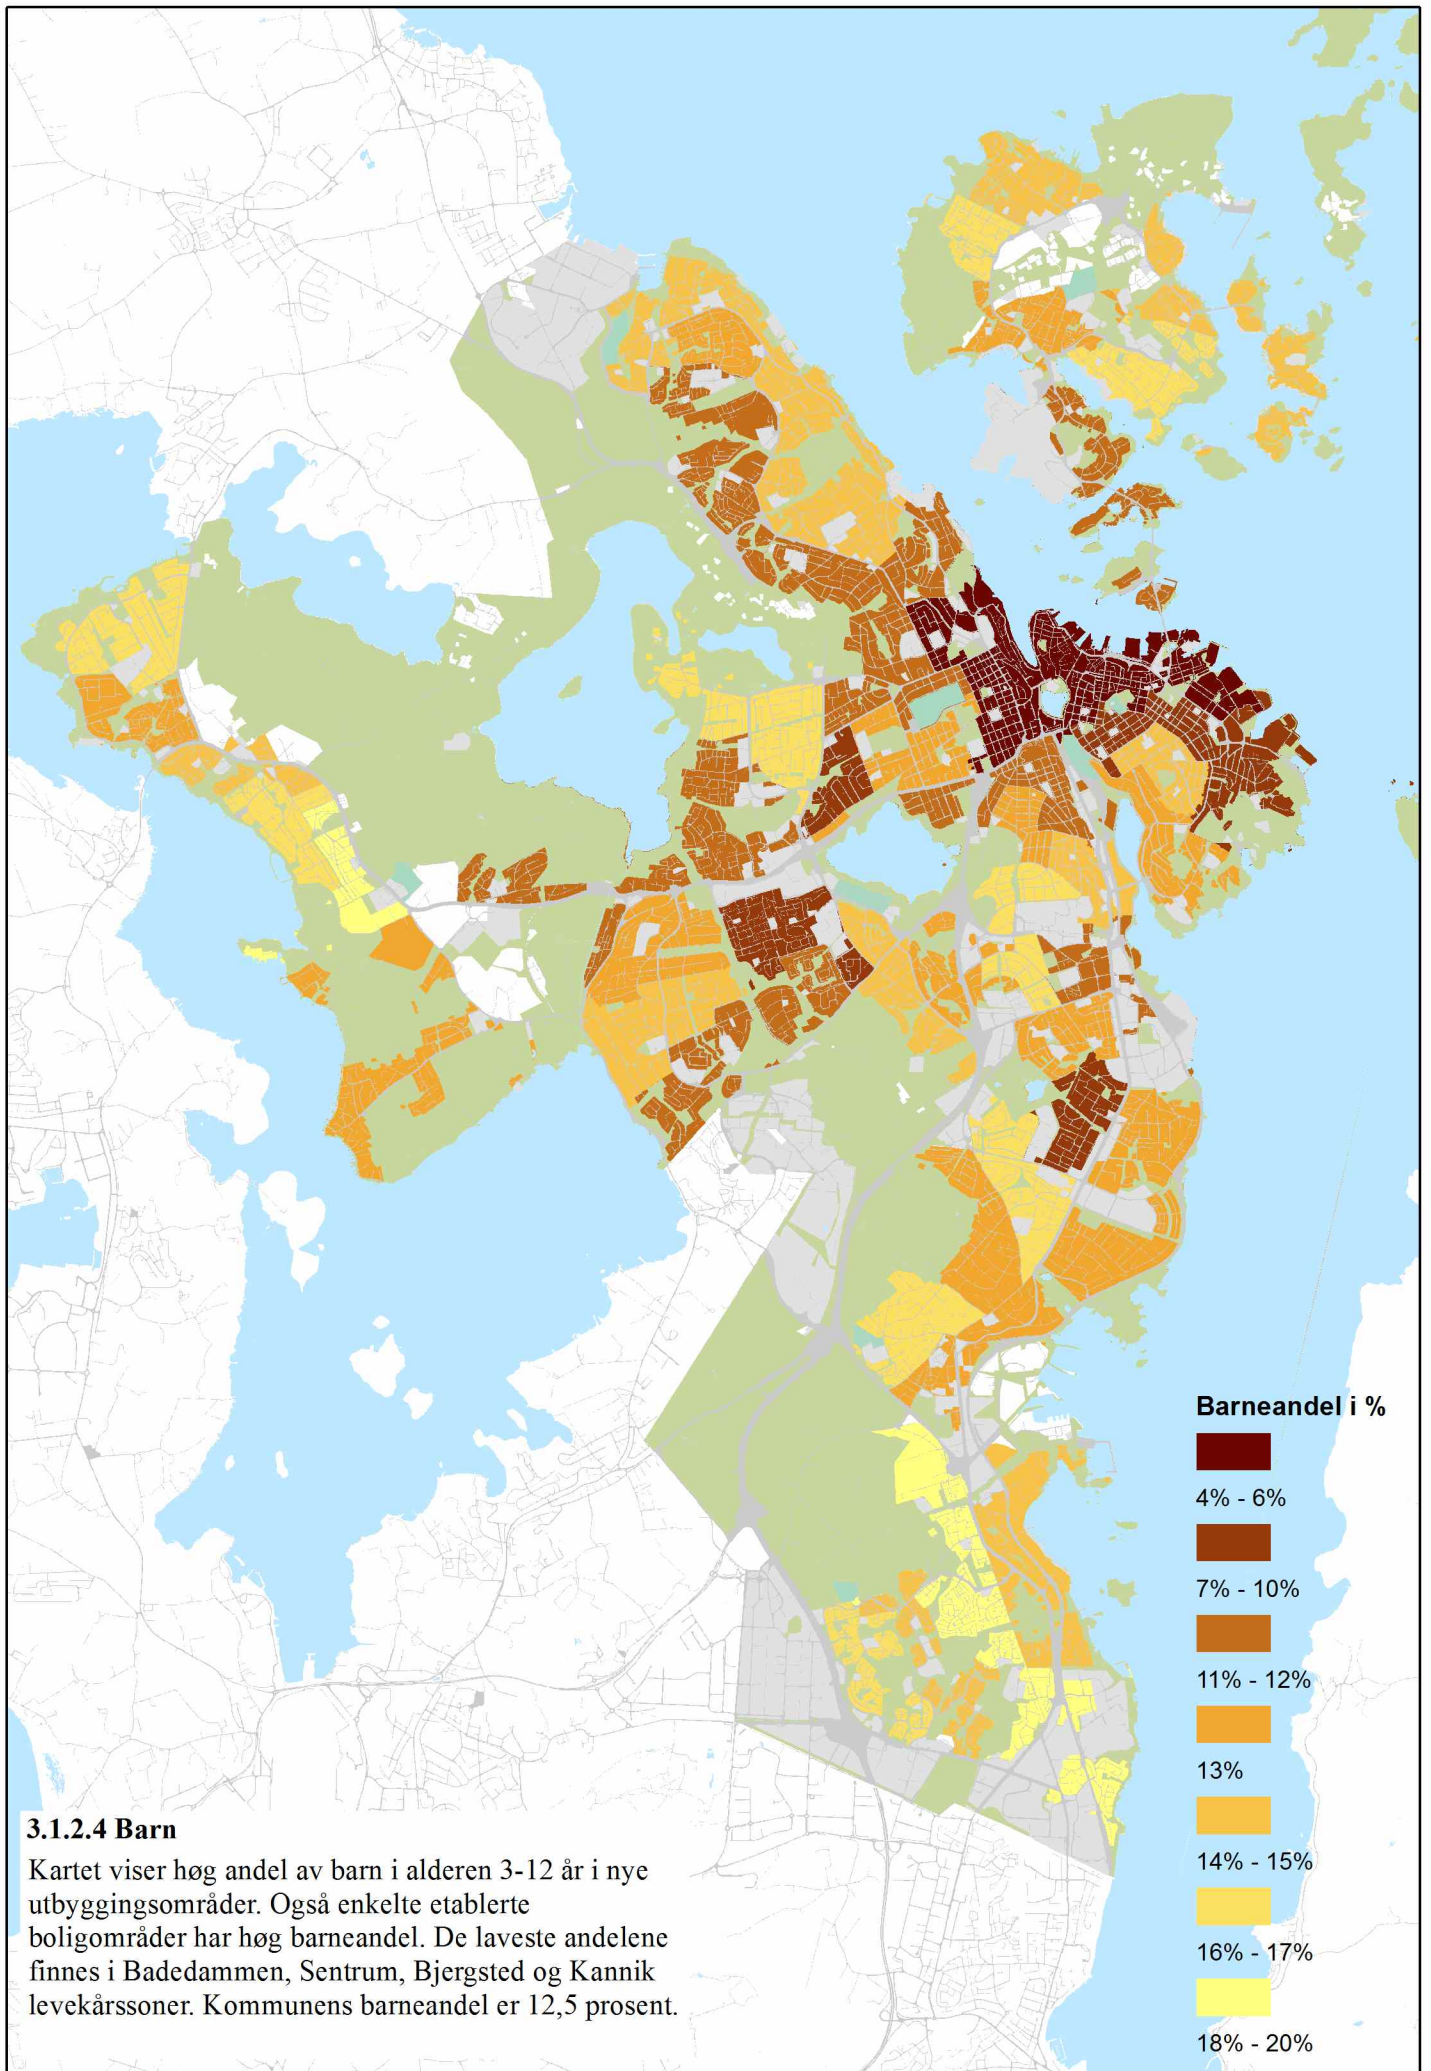 Barneandel i %
4% - 6%
7% - 10%
11% - 12%
13%
14% - 15%
16% - 17%
18% - 20%
3.1.2.4 Barn
Kartet viser høg andel av barn i alderen 3-12 år i nye
utbyggingsområder. Også enkelte etablerte
boligområder har høg barneandel. De laveste andelene
finnes i Badedammen, Sentrum, Bjergsted og Kannik
levekårssoner. Kommunens barneandel er 12,5 prosent.